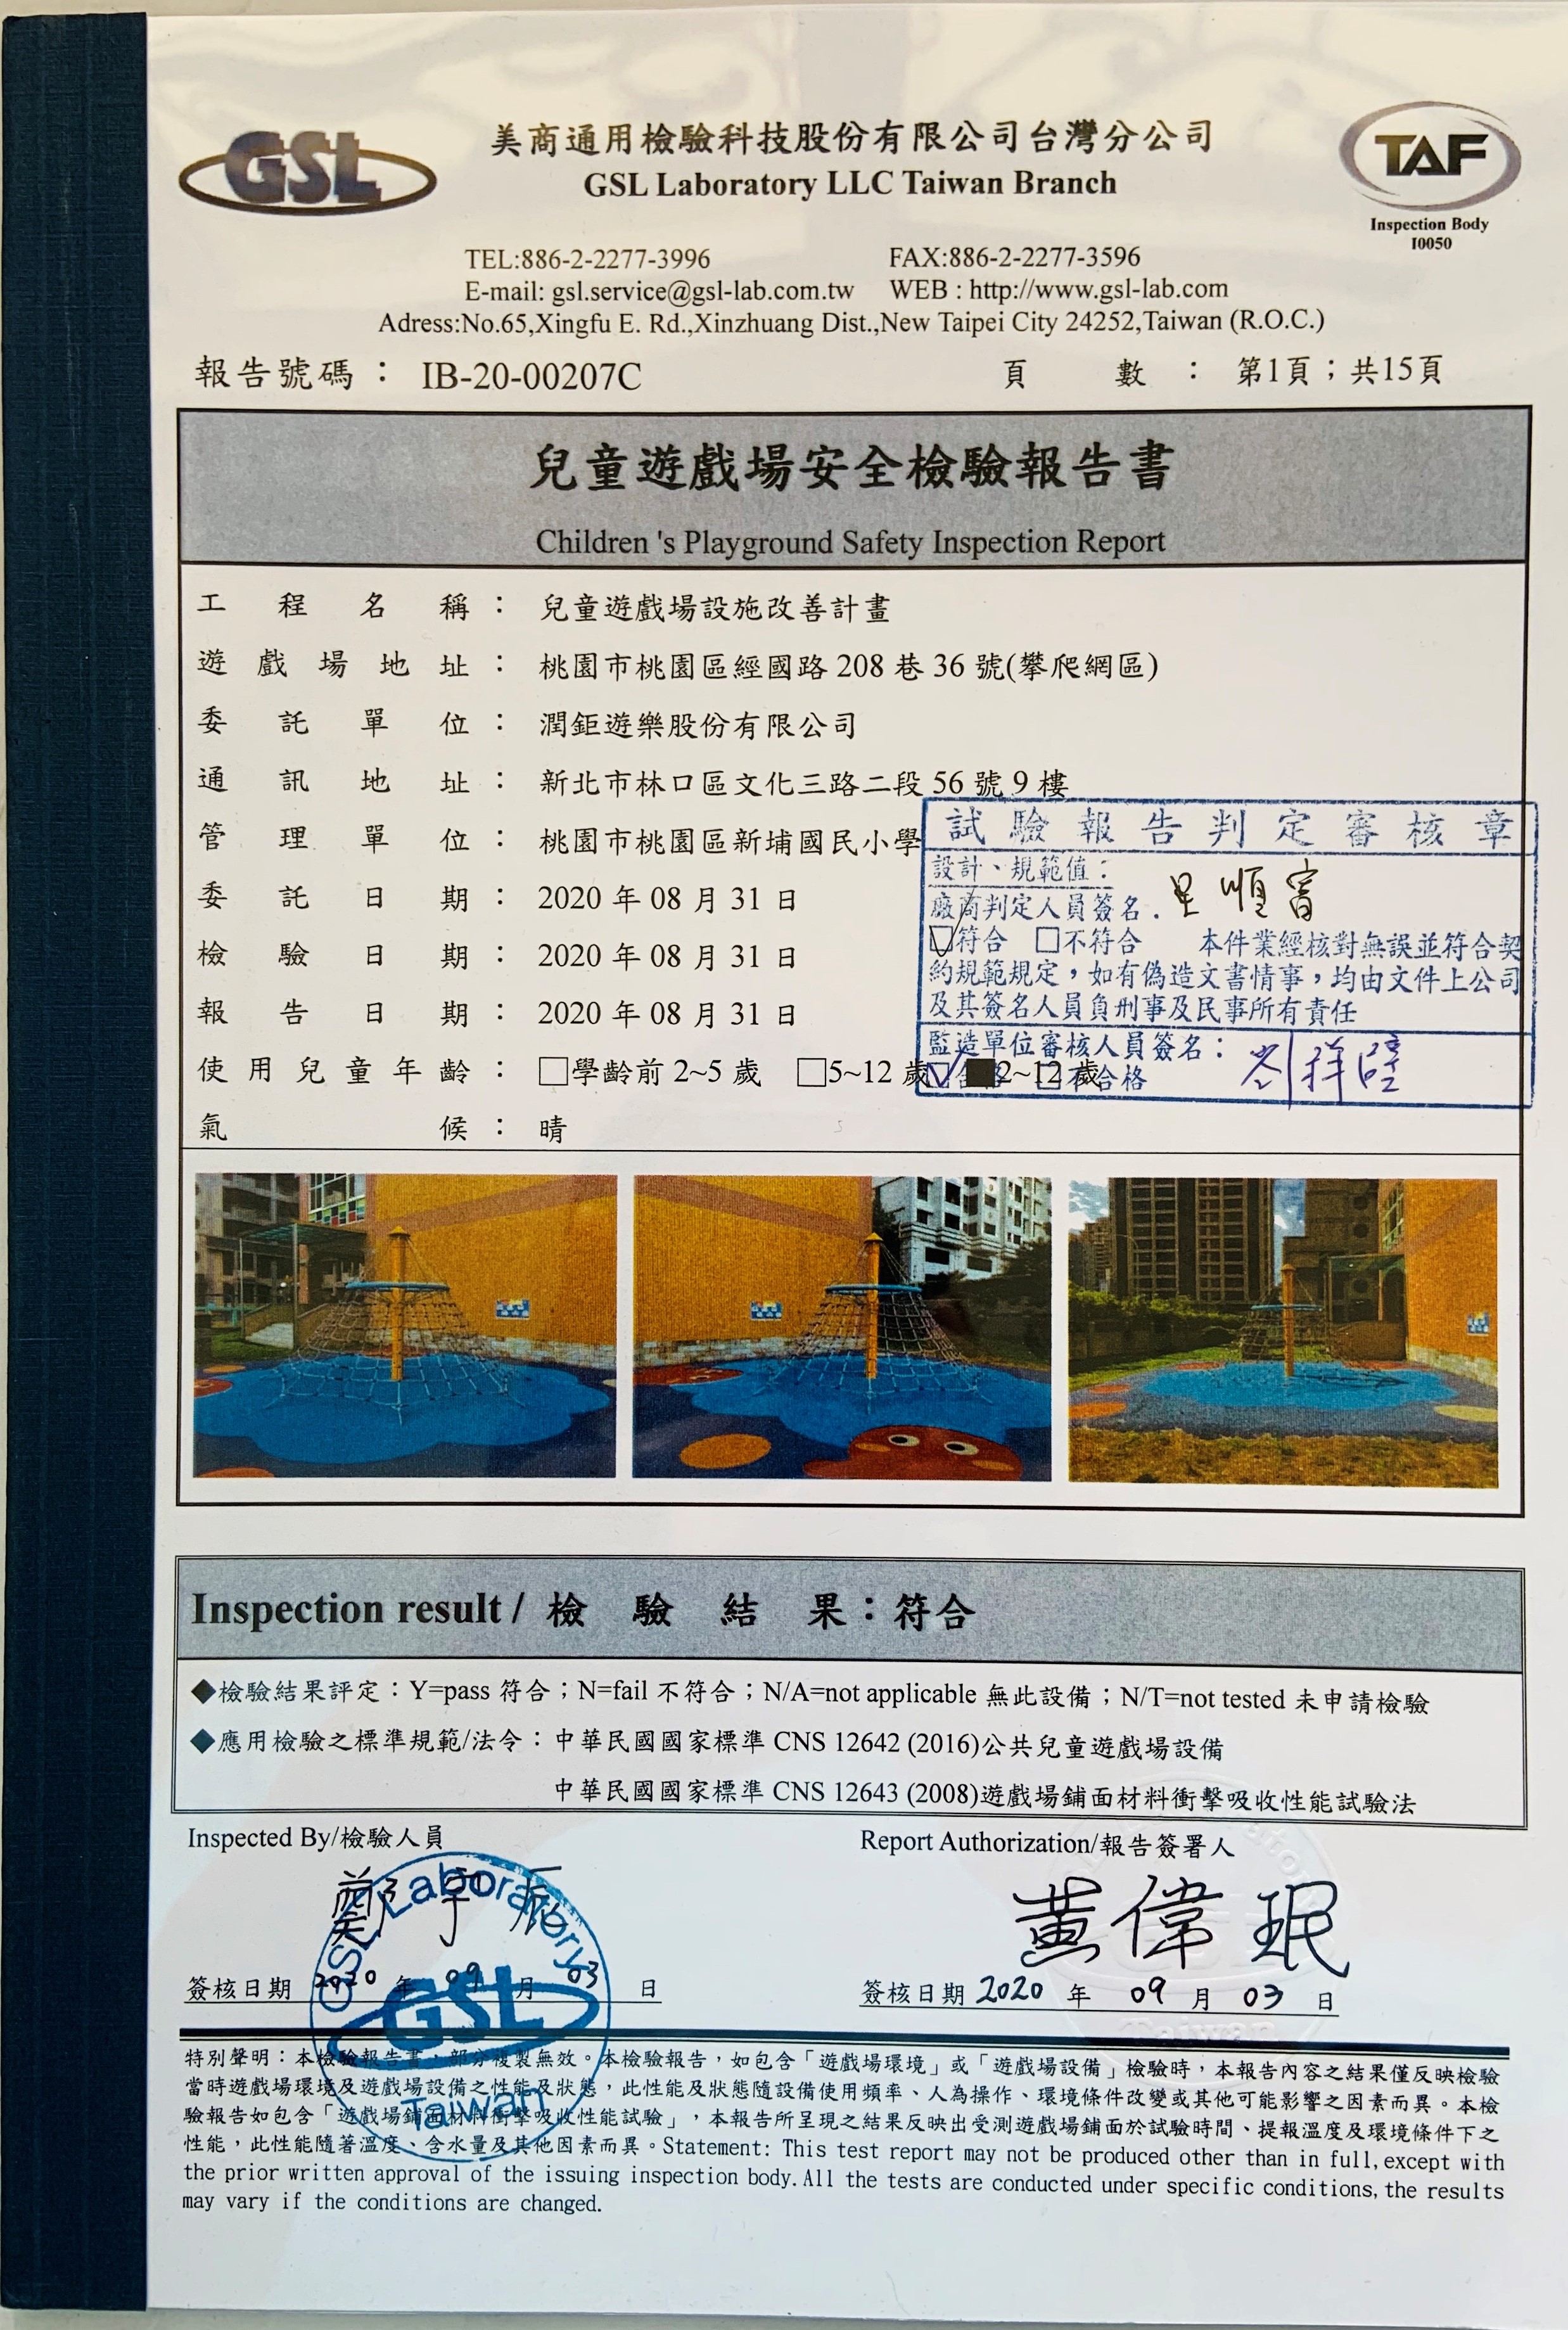 GSL
美商通用檢驗科技股份有限公司台灣分公司
GSL Laboratory LLC Taiwan Branch
TAF
Inspection Body
I0050
TEL:886-2-2277-3996 FAX:886-2-2277-3596
E-mail: gsl.service@gsl-lab.com.tw WEB : http://www.gsl-lab.com
Adress:No.65,Xingfu E. Rd.,Xinzhuang Dist.,New Taipei City 24252,Taiwan (R.O.C.)
報告號碼： IB-20-00207C 頁數：第1頁；共15頁
兒童遊戲場安全檢驗報告書
Children 's Playground Safety Inspection Report
工程名稱：兒童遊戲場設施改善計畫
遊戲場地址：桃園市桃園區經國路 208 巷 36 號(攀爬網區)
委託單位：潤鉅遊樂股份有限公司
通訊地址：新北市林口區文化三路二段 56 號 9 樓
管理單位：桃園市桃園區新埔國民小學
委託日期：2020 年 08 月 31 日
檢驗日期：2020 年 08 月 31 日
報告日期：2020 年 08 月 31 日
使用兒童年齡：□學齡前 2~5 歲 □5~12 歲 ■2~12 歲
氣候：晴
試驗報告判定審核章
設計、規範值：
廠商判定人員簽名.
☑符合 □不符合 本件業經核對無誤並符合契
約規範規定，如有偽造文書情事，均由文件上公司
及其簽名人員負刑事及民事所有責任
監造單位審核人員簽名：
☑合格 □不合格
Inspection result / 檢驗結果：符合
◆檢驗結果評定：Y=pass 符合；N=fail 不符合；N/A=not applicable 無此設備；N/T=not tested 未申請檢驗
◆應用檢驗之標準規範/法令：中華民國國家標準 CNS 12642 (2016)公共兒童遊戲場設備
中華民國國家標準 CNS 12643 (2008)遊戲場鋪面材料衝擊吸收性能試驗法
Inspected By/檢驗人員 Report Authorization/報告簽署人
黃偉珉
簽核日期 2020 年 09 月 03 日 簽核日期 2020 年 09 月 03 日
GSL Laboratory
GSL
Taiwan
特別聲明：本檢驗報告書，部分複製無效。本檢驗報告，如包含「遊戲場環境」或「遊戲場設備」檢驗時，本報告內容之結果僅反映檢驗
當時遊戲場環境及遊戲場設備之性能及狀態，此性能及狀態隨設備使用頻率、人為操作、環境條件改變或其他可能影響之因素而異。本檢
驗報告如包含「遊戲場鋪面材料衝擊吸收性能試驗」，本報告所呈現之結果反映出受測遊戲場鋪面於試驗時間、提報溫度及環境條件下之
性能，此性能隨著溫度、含水量及其他因素而異。Statement: This test report may not be produced other than in full,except with
the prior written approval of the issuing inspection body.All the tests are conducted under specific conditions,the results
may vary if the conditions are changed.